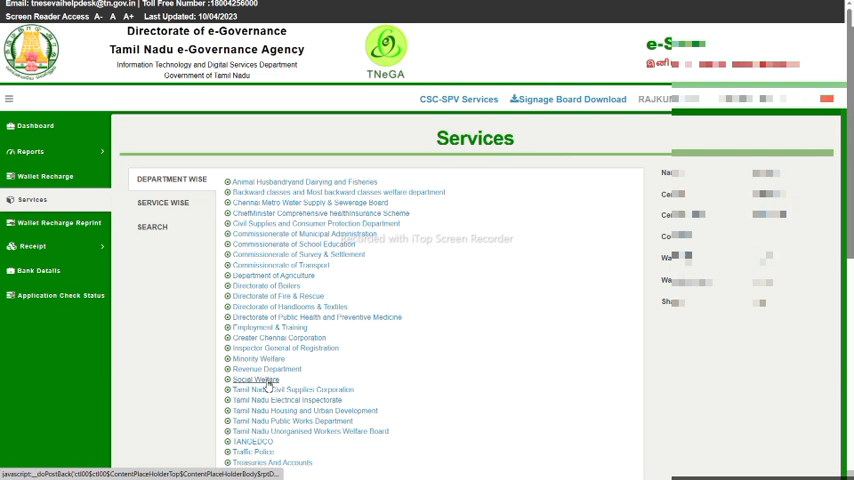 Email: tnesevaihelpdesk@tn.gov.in | Toll Free Number :18004256000
Screen Reader Access A- A A+ Last Updated: 10/04/2023
Directorate of e-Governance
Tamil Nadu e-Governance Agency
Information Technology and Digital Services Department
Government of Tamil Nadu
TNeGA
e-S
CSC-SPV Services
Signage Board Download
RAJKU
Dashboard
Reports
Wallet Recharge
Services
Wallet Recharge Reprint
Receipt
Bank Details
Application Check Status
Services
DEPARTMENT WISE
SERVICE WISE
SEARCH
Animal Husbandryand Dairying and Fisheries
Backward classes and Most backward classes welfare department
Chennai Metro Water Supply & Sewerage Board
ChiefMinister Comprehensive healthInsurance Scheme
Civil Supplies and Consumer Protection Department
Commissionerate of Municipal Administration
Commissionerate of School Education
Commissionerate of Survey & Settlement
Commissionerate of Transport
Department of Agriculture
Directorate of Boilers
Directorate of Fire & Rescue
Directorate of Handlooms & Textiles
Directorate of Public Health and Preventive Medicine
Employment & Training
Greater Chennai Corporation
Inspector General of Registration
Minority Welfare
Revenue Department
Social Welfare
Tamil Nadu Civil Supplies Corporation
Tamil Nadu Electrical Inspectorate
Tamil Nadu Housing and Urban Development
Tamil Nadu Public Works Department
Tamil Nadu Unorganised Workers Welfare Board
TANGEDCO
Traffic Police
Treasuries And Accounts
Recorded with iTop Screen Recorder
javascript:__doPostBack('ctl00$ctl00$ContentPlaceHolderTop$ContentPlaceHolderBody$rptD...